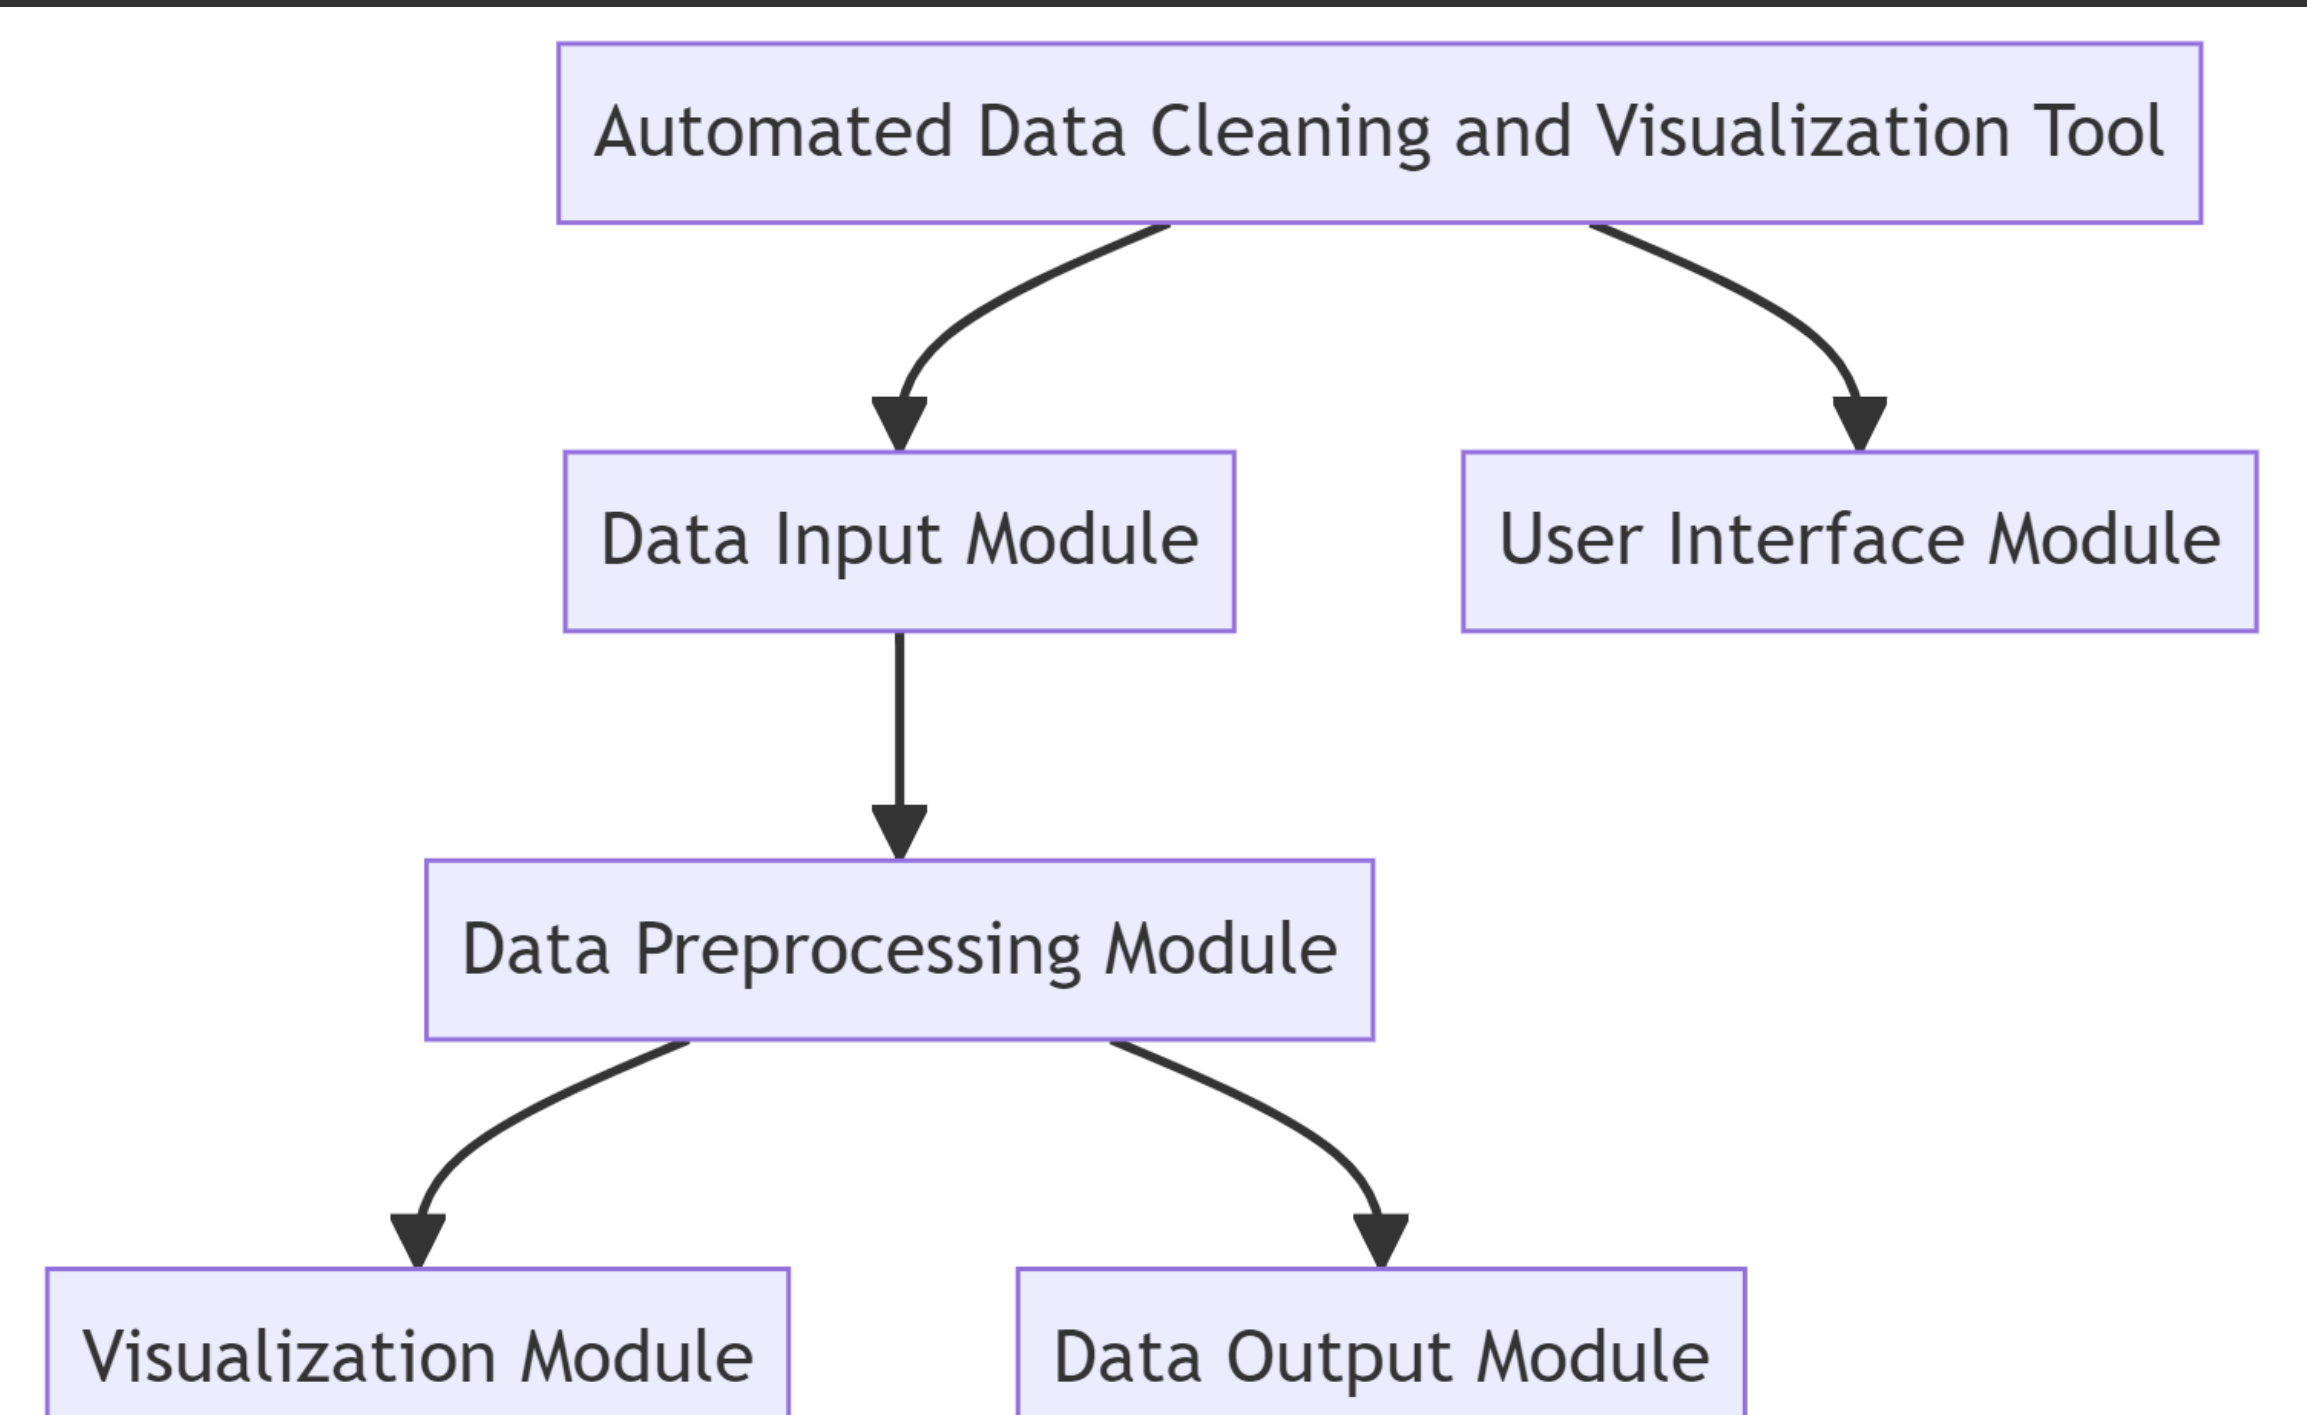 Automated Data Cleaning and Visualization Tool
Data Input Module
User Interface Module
Data Preprocessing Module
Visualization Module
Data Output Module